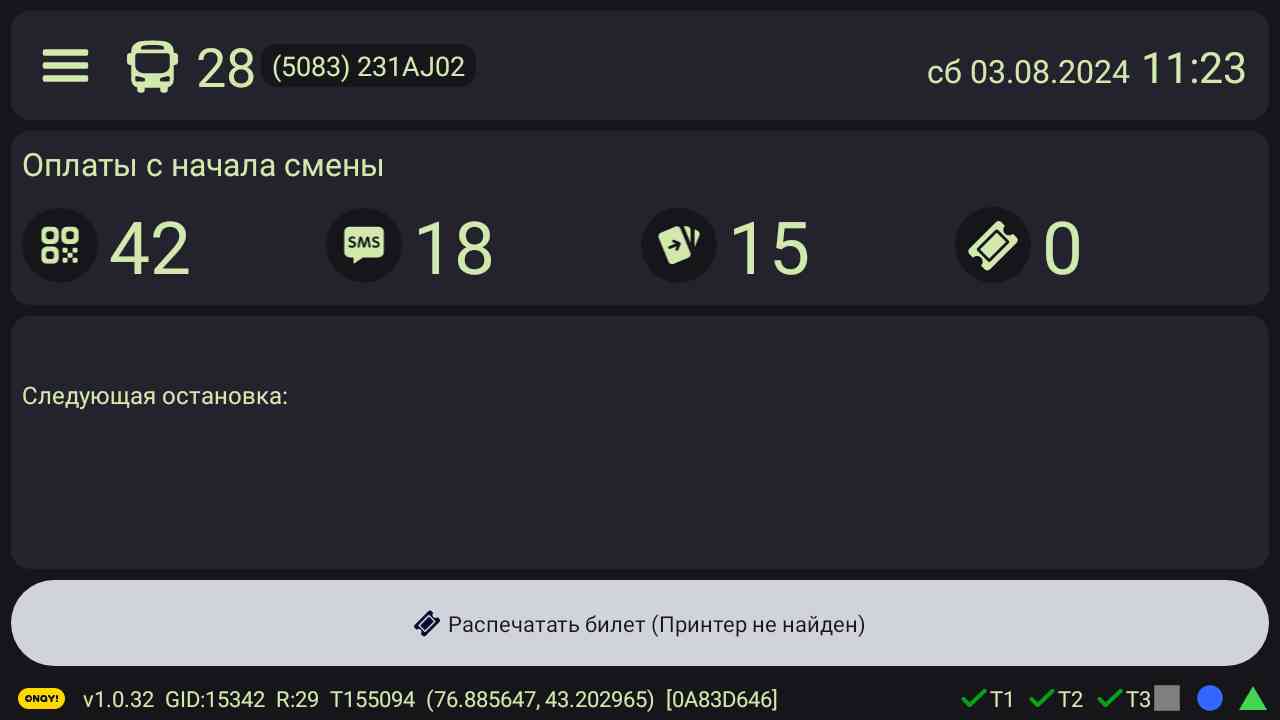 28 (5083) 231AJ02 сб 03.08.2024 11:23
Оплаты с начала смены
42 SMS 18 15 0
Следующая остановка:
Распечатать билет (Принтер не найден)
ONAY! v1.0.32 GID:15342 R:29 T155094 (76.885647, 43.202965) [0A83D646] T1 T2 T3